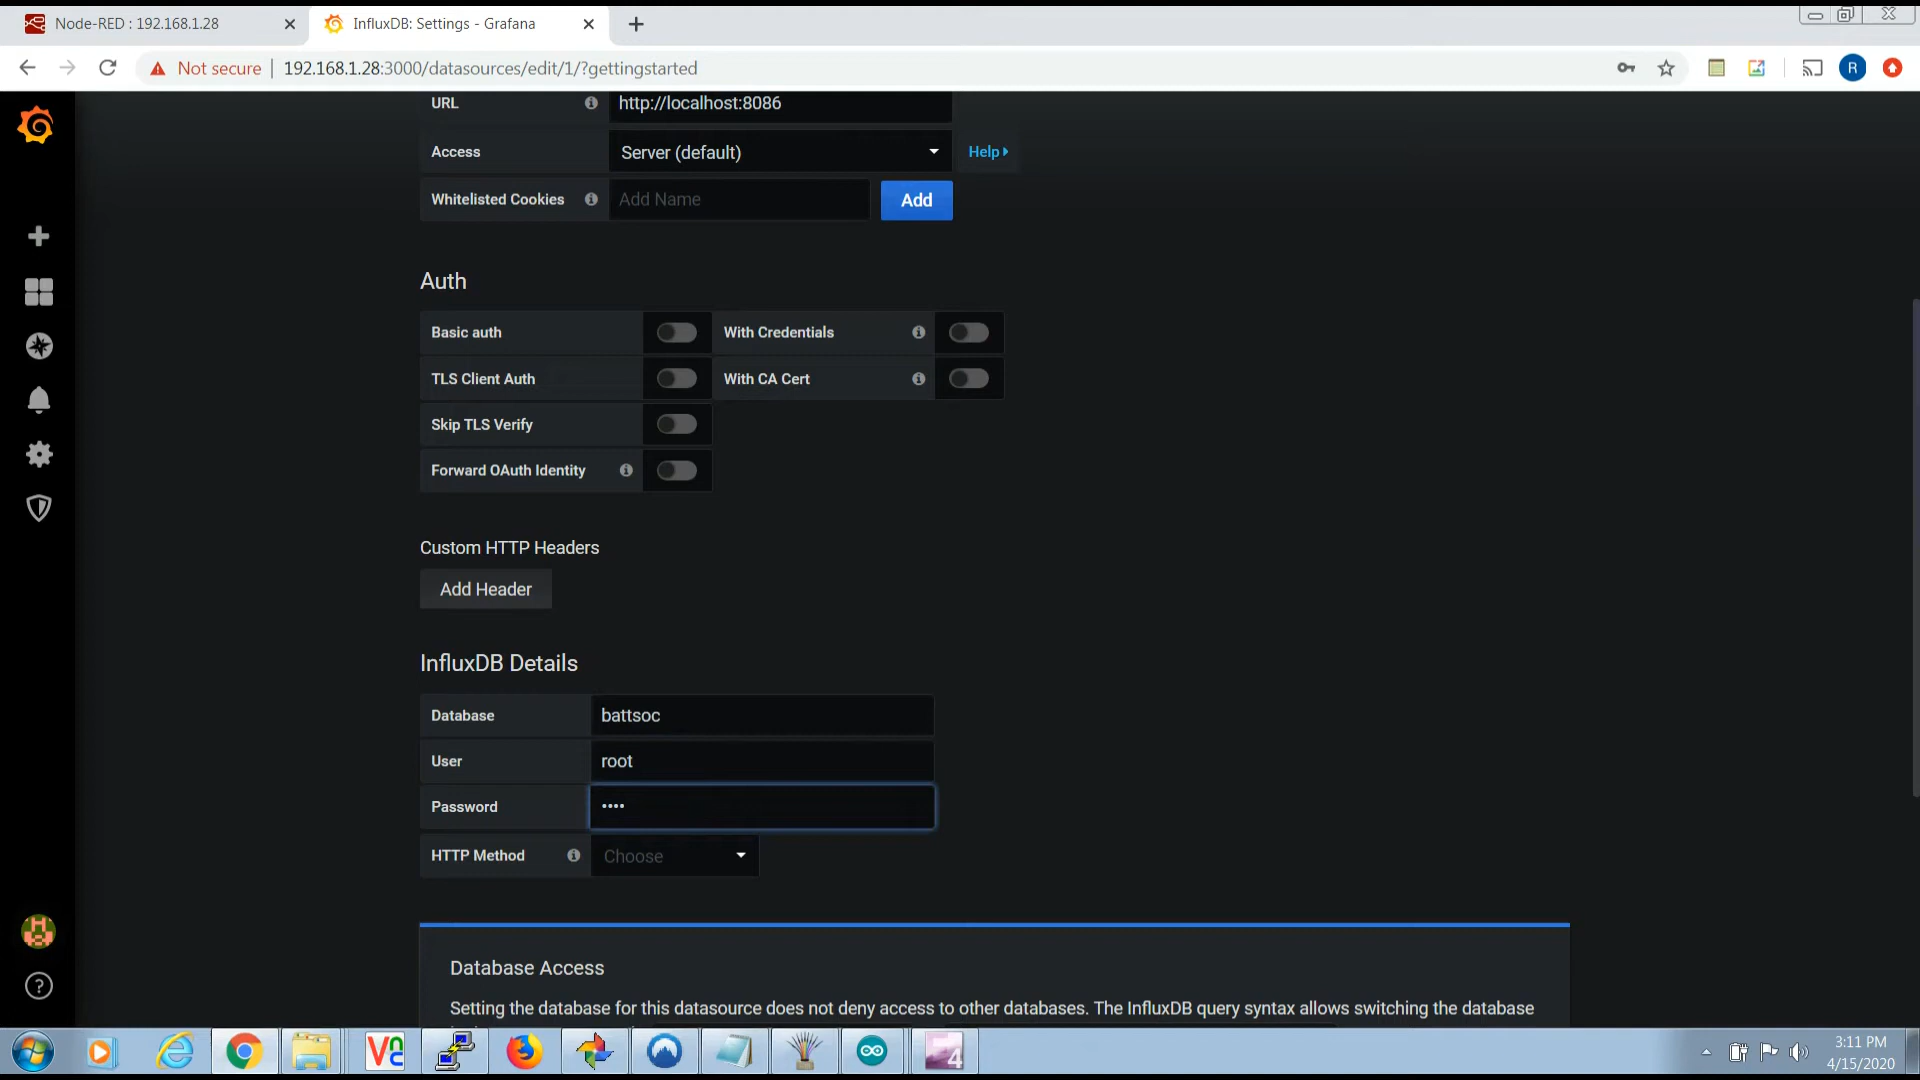 Node-RED : 192.168.1.28
InfluxDB: Settings - Grafana
Not secure
192.168.1.28:3000/datasources/edit/1/?gettingstarted
R
URL
http://localhost:8086
Access
Server (default)
Help
Whitelisted Cookies
Add Name
Add
Auth
Basic auth
With Credentials
TLS Client Auth
With CA Cert
Skip TLS Verify
Forward OAuth Identity
Custom HTTP Headers
Add Header
InfluxDB Details
Database
battsoc
User
root
Password
••••
HTTP Method
Choose
Database Access
Setting the database for this datasource does not deny access to other databases. The InfluxDB query syntax allows switching the database
3:11 PM
4/15/2020